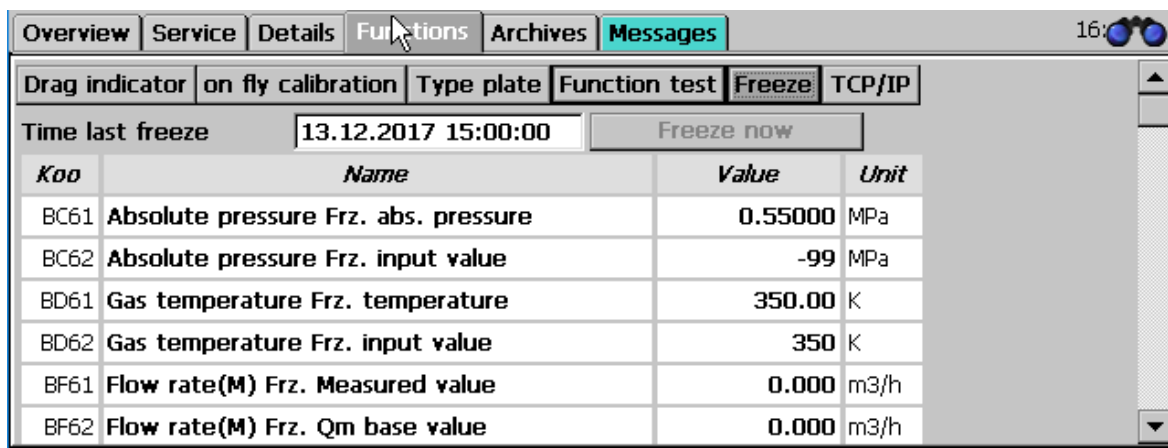 Overview Service Details Functions Archives Messages 16:
Drag indicator on fly calibration Type plate Function test Freeze TCP/IP
Time last freeze 13.12.2017 15:00:00 Freeze now
Koo Name Value Unit
BC61 Absolute pressure Frz. abs. pressure 0.55000 MPa
BC62 Absolute pressure Frz. input value -99 MPa
BD61 Gas temperature Frz. temperature 350.00 K
BD62 Gas temperature Frz. input value 350 K
BF61 Flow rate(M) Frz. Measured value 0.000 m3/h
BF62 Flow rate(M) Frz. Qm base value 0.000 m3/h